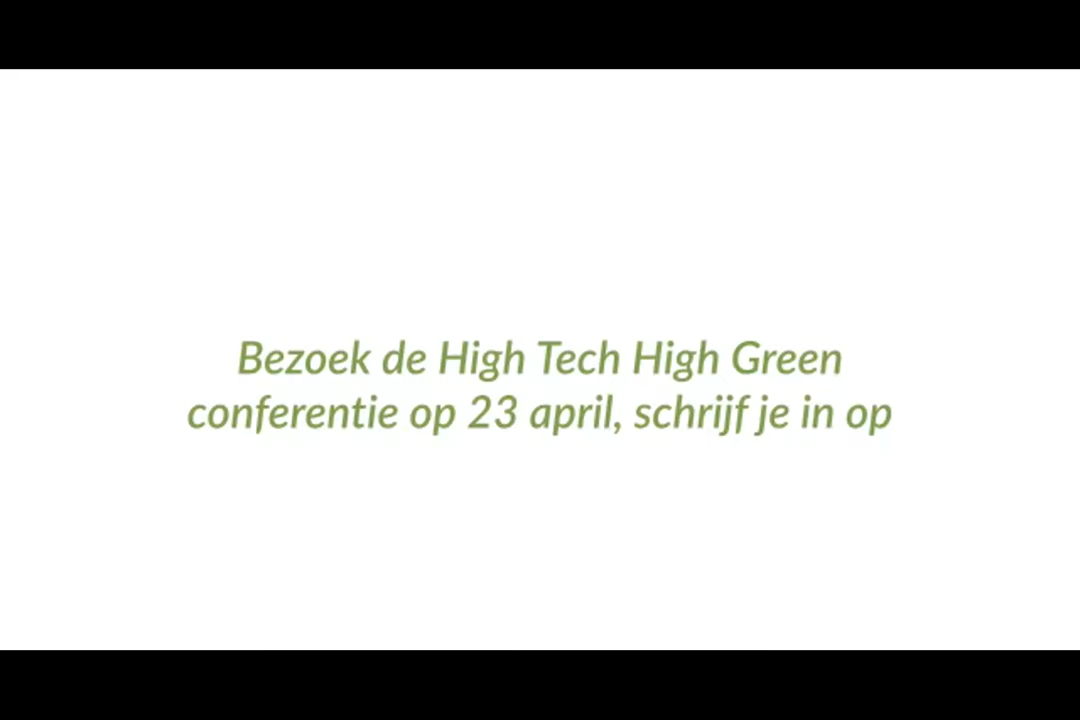 Bezoek de High Tech High Green
conferentie op 23 april, schrijf je in op